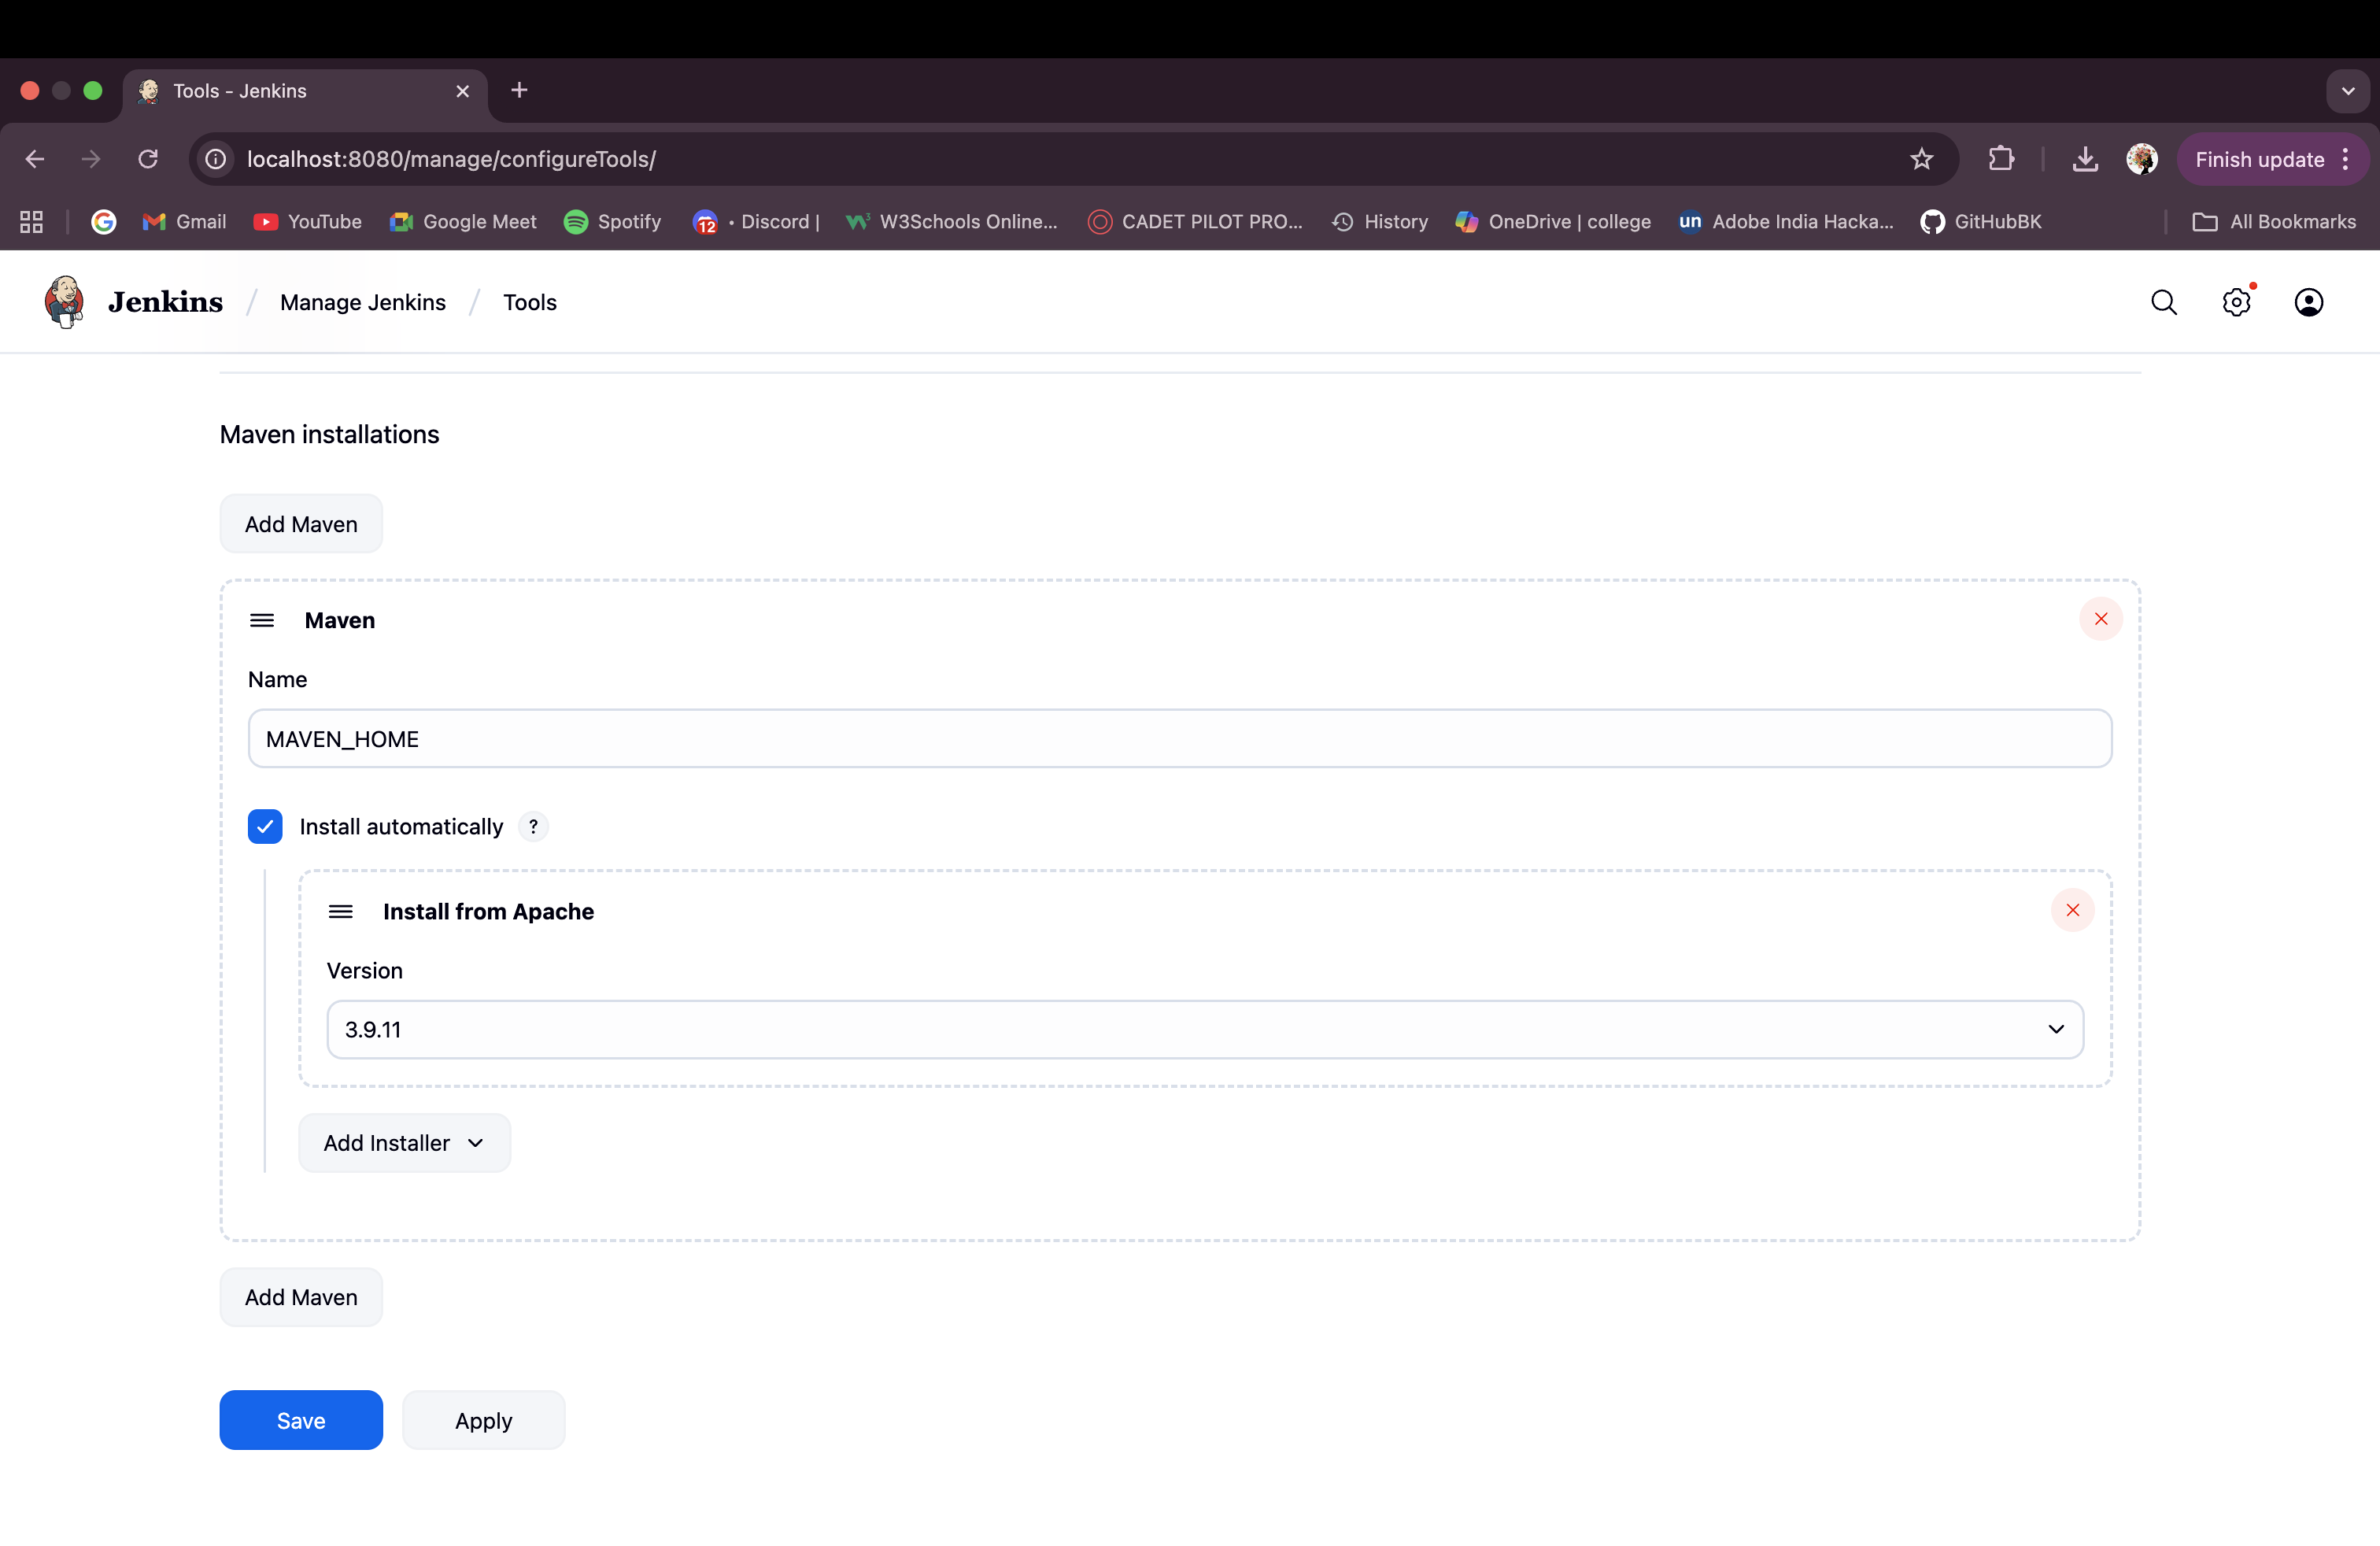 Tools - Jenkins
localhost:8080/manage/configureTools/
Finish update
Gmail
YouTube
Google Meet
Spotify
12
• Discord |
W3Schools Online...
CADET PILOT PRO...
History
OneDrive | college
un
Adobe India Hacka...
GitHubBK
All Bookmarks
Jenkins / Manage Jenkins / Tools
Maven installations
Add Maven
Maven
Name
MAVEN_HOME
Install automatically ?
Install from Apache
Version
3.9.11
Add Installer
Add Maven
Save
Apply